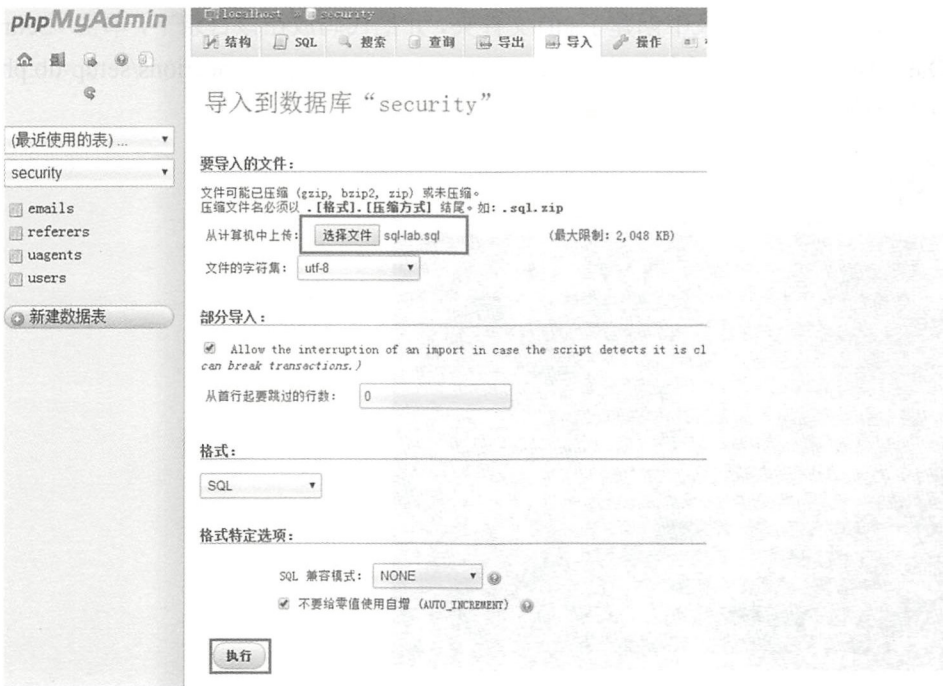 phpMyAdmin
(最近使用的表) ...
security
emails
referers
uagents
users
新建数据表
localhost » security
结构 SQL 搜索 查询 导出 导入 操作
导入到数据库“security”
要导入的文件:
文件可能已压缩 (gzip, bzip2, zip) 或未压缩。
压缩文件名必须以 .[格式].[压缩方式] 结尾。如: .sql.zip
从计算机中上传: 选择文件 sql-lab.sql (最大限制: 2,048 KB)
文件的字符集: utf-8
部分导入:
Allow the interruption of an import in case the script detects it is cl
can break transactions.)
从首行起要跳过的行数: 0
格式:
SQL
格式特定选项:
SQL 兼容模式: NONE
不要给零值使用自增 (AUTO_INCREMENT)
执行